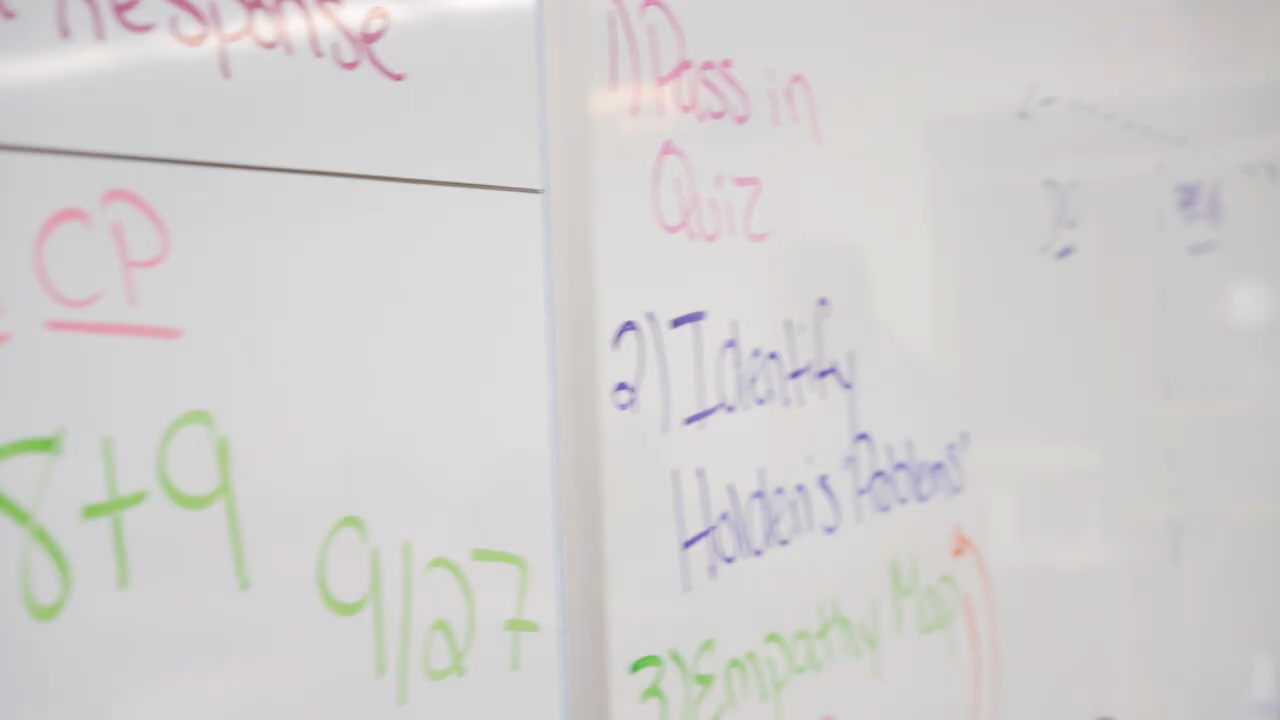 Response
CP
8+9
9/27
1) Pass in
Quiz
2) Identify
Holden's "Problems"
3) Empathy Map